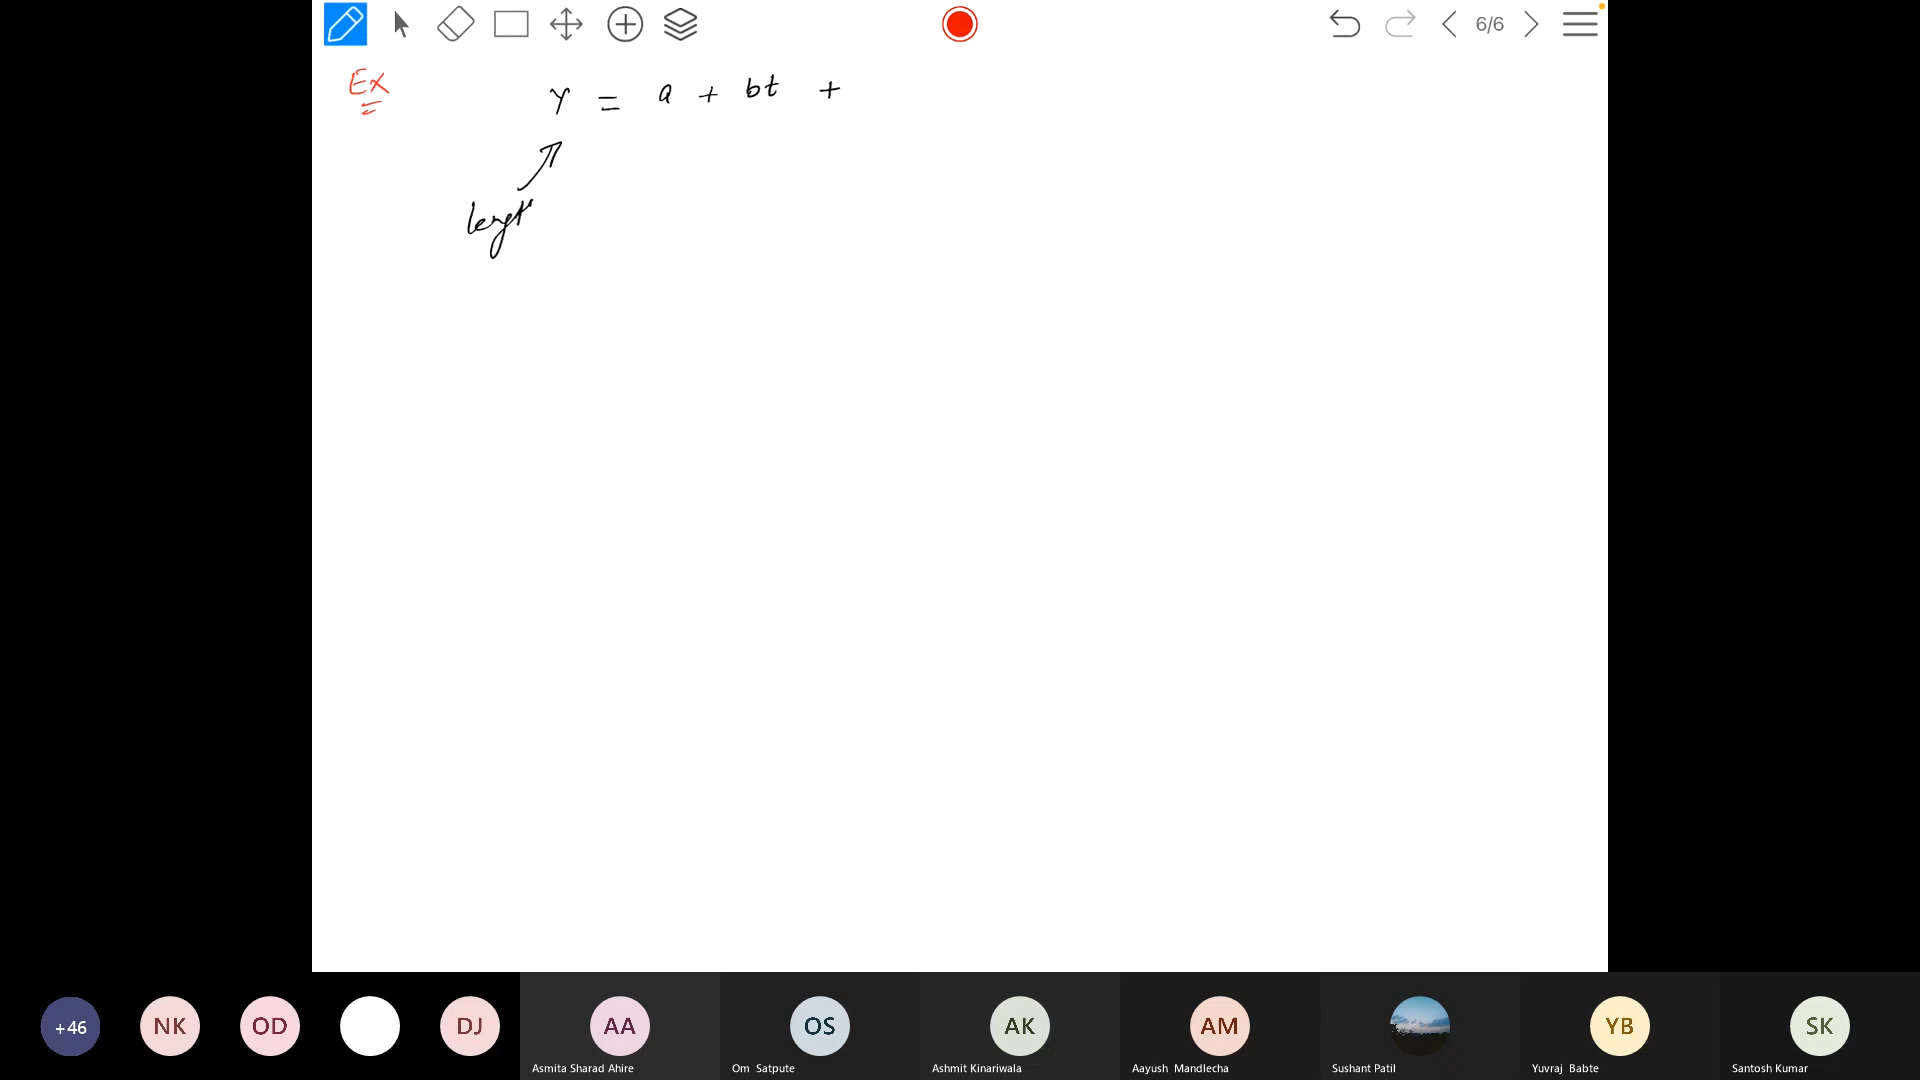 6/6
Ex
y = a + bt +
lengt
+46
NK
OD
DJ
AA
OS
AK
AM
YB
SK
Asmita Sharad Ahire
Om Satpute
Ashmit Kinariwala
Aayush Mandlecha
Sushant Patil
Yuvraj Babte
Santosh Kumar